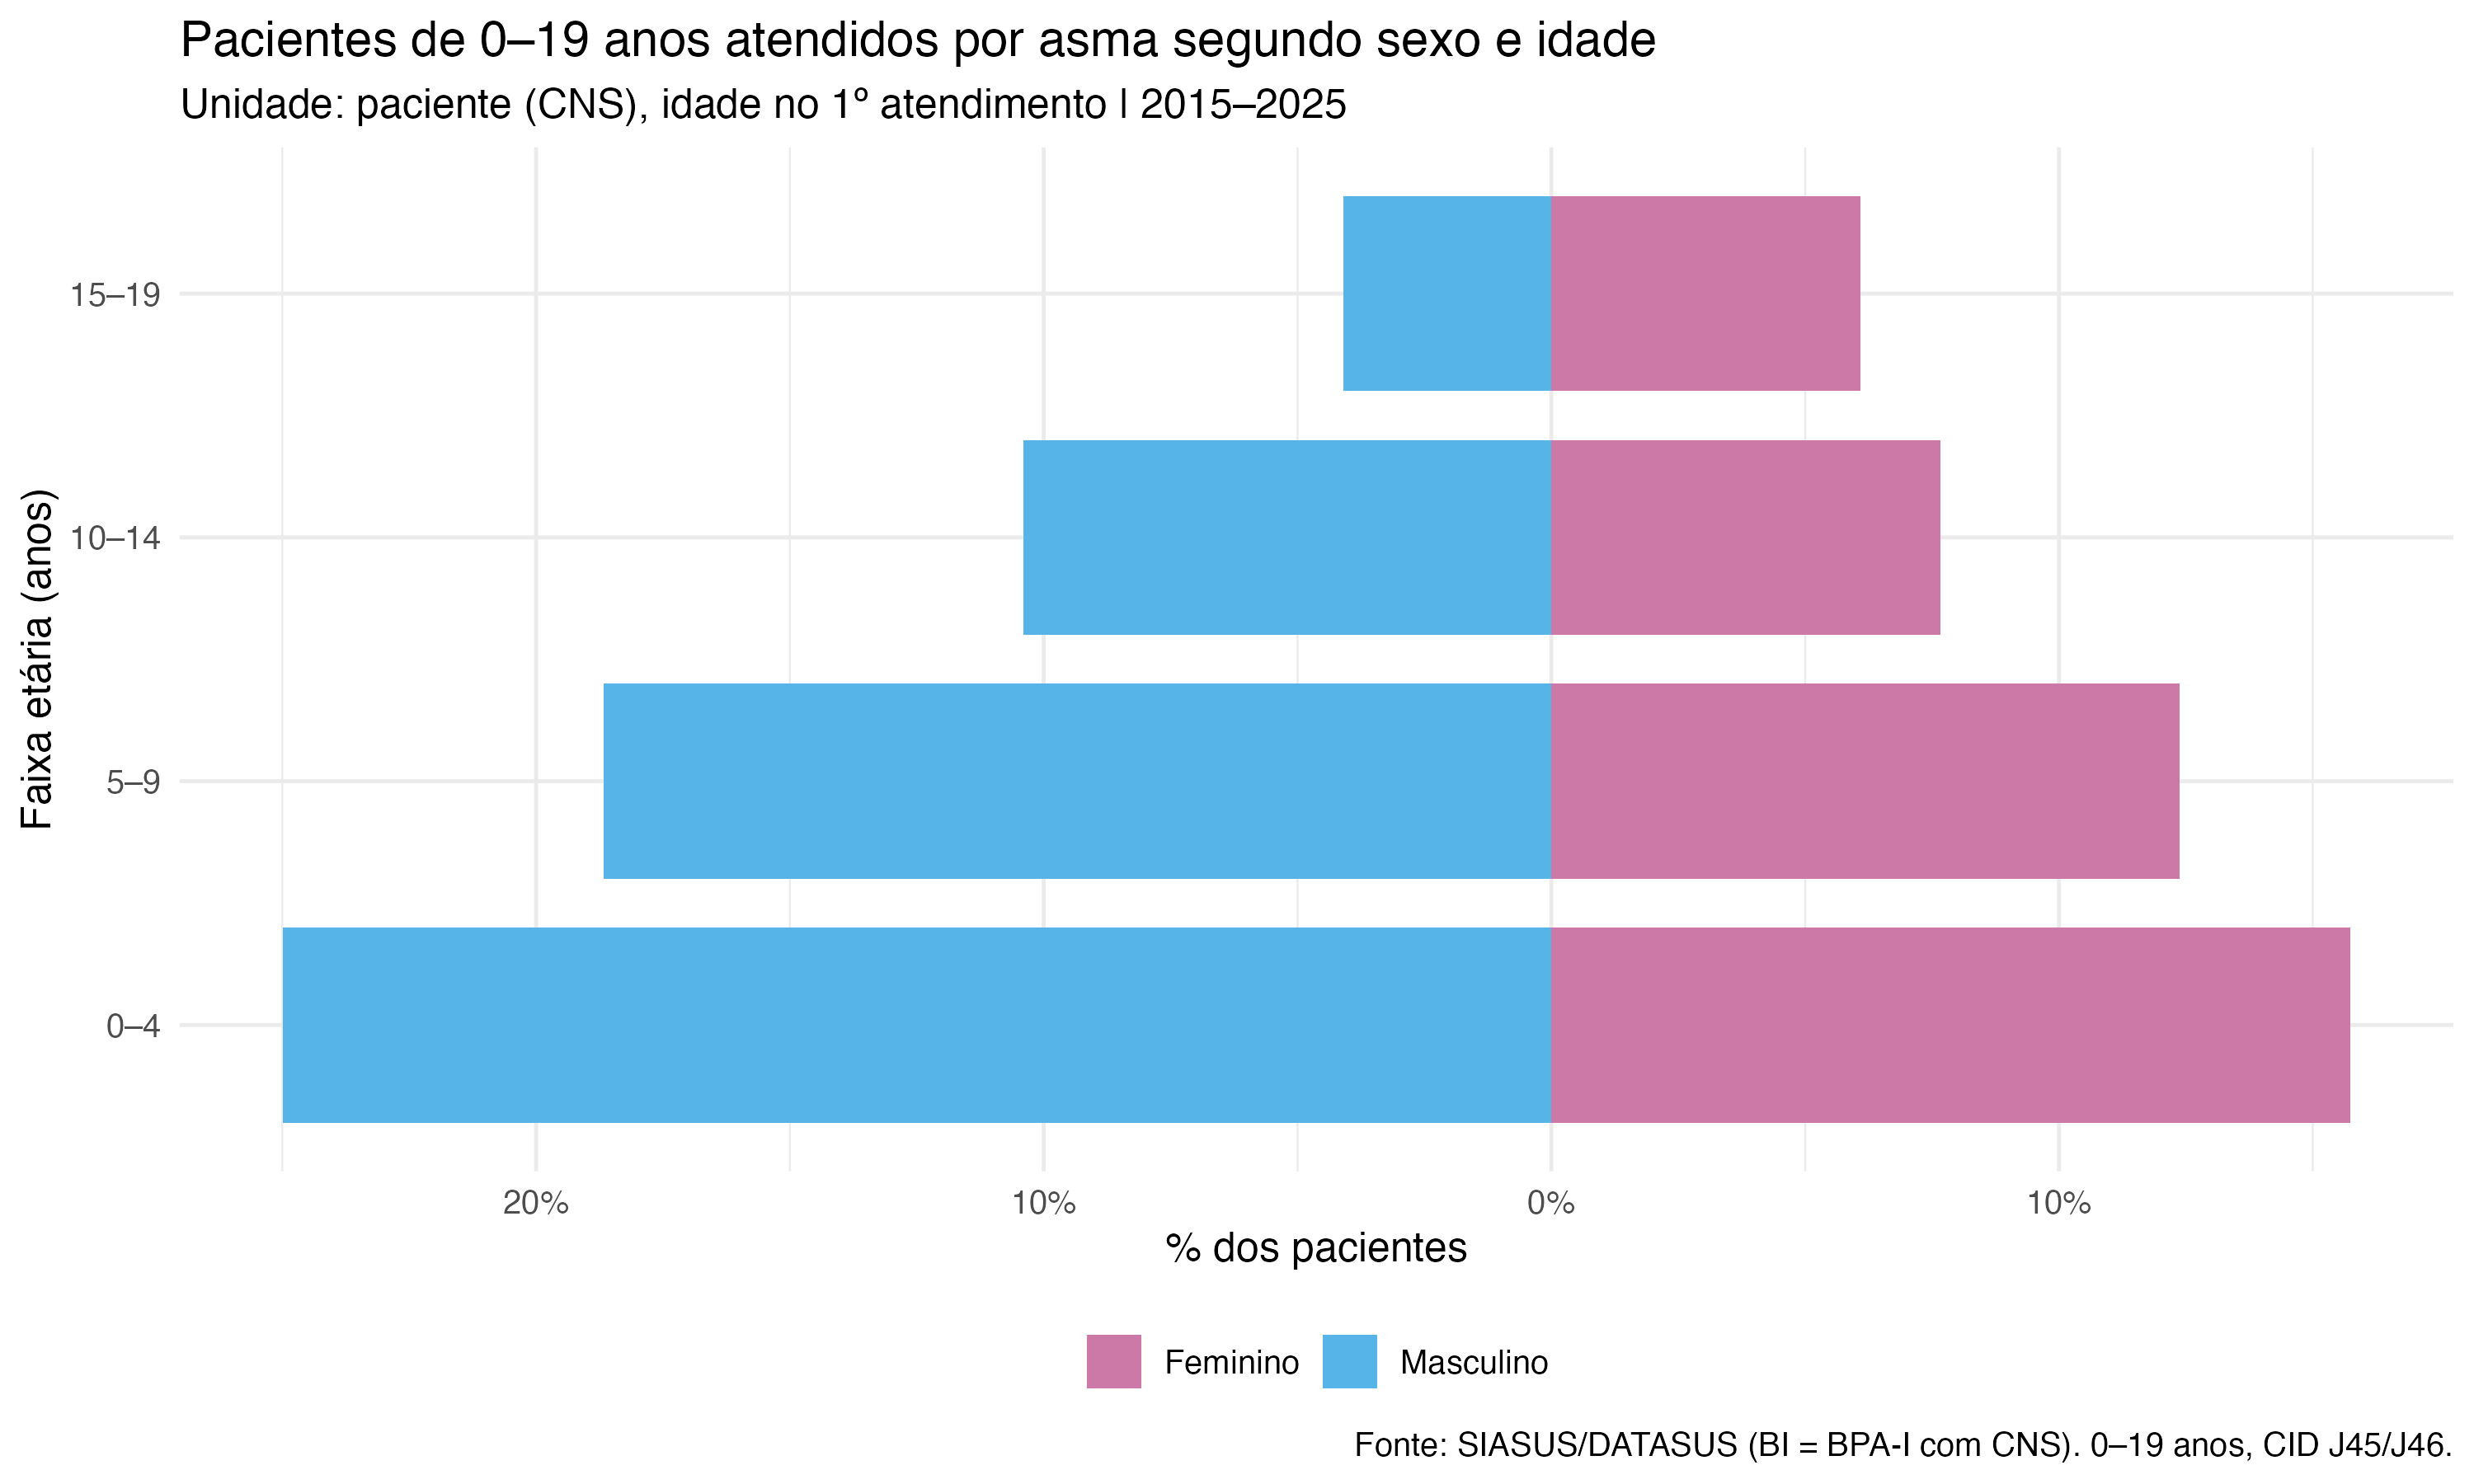 Pacientes de 0–19 anos atendidos por asma segundo sexo e idade
Unidade: paciente (CNS), idade no 1º atendimento | 2015–2025
Faixa etária (anos)
15–19
10–14
5–9
0–4
20%
10%
0%
10%
% dos pacientes
Feminino
Masculino
Fonte: SIASUS/DATASUS (BI = BPA-I com CNS). 0–19 anos, CID J45/J46.